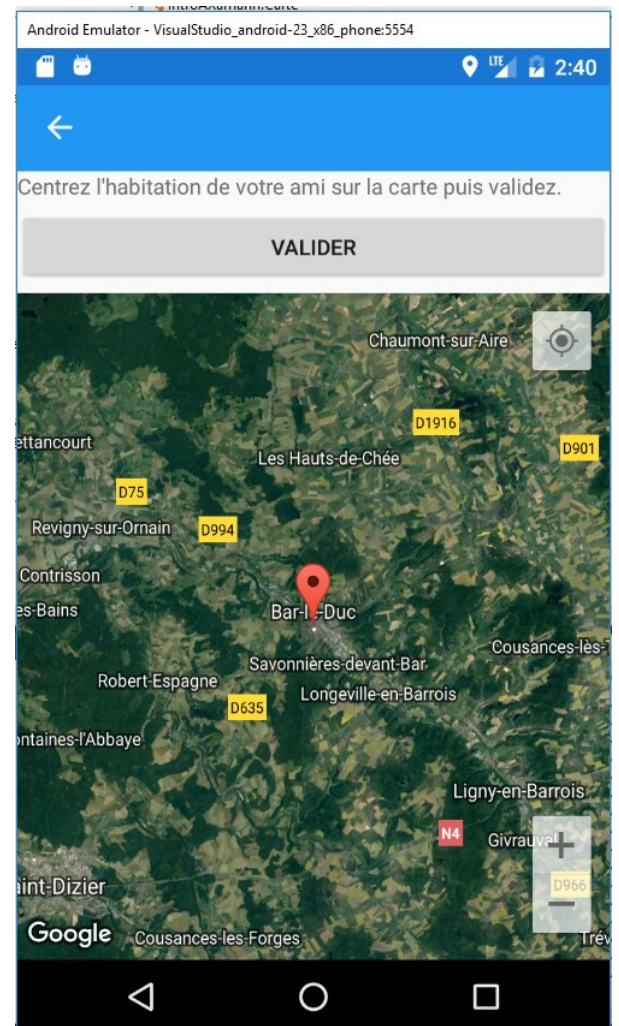 IntroAXamarin.Carte
Android Emulator - VisualStudio_android-23_x86_phone:5554
LTE 2:40
Centrez l'habitation de votre ami sur la carte puis validez.
VALIDER
Chaumont-sur-Aire
D1916
ettancourt
Les Hauts-de-Chée
D901
D75
Revigny-sur-Ornain
D994
Contrisson
es-Bains
Bar-le-Duc
Savonnières-devant-Bar
Cousances-lès-
Robert-Espagne
Longeville-en-Barrois
D635
ontaines-l'Abbaye
Ligny-en-Barrois
N4
Givrauval
+
aint-Dizier
D966
−
Google
Cousances-les-Forges
Trév